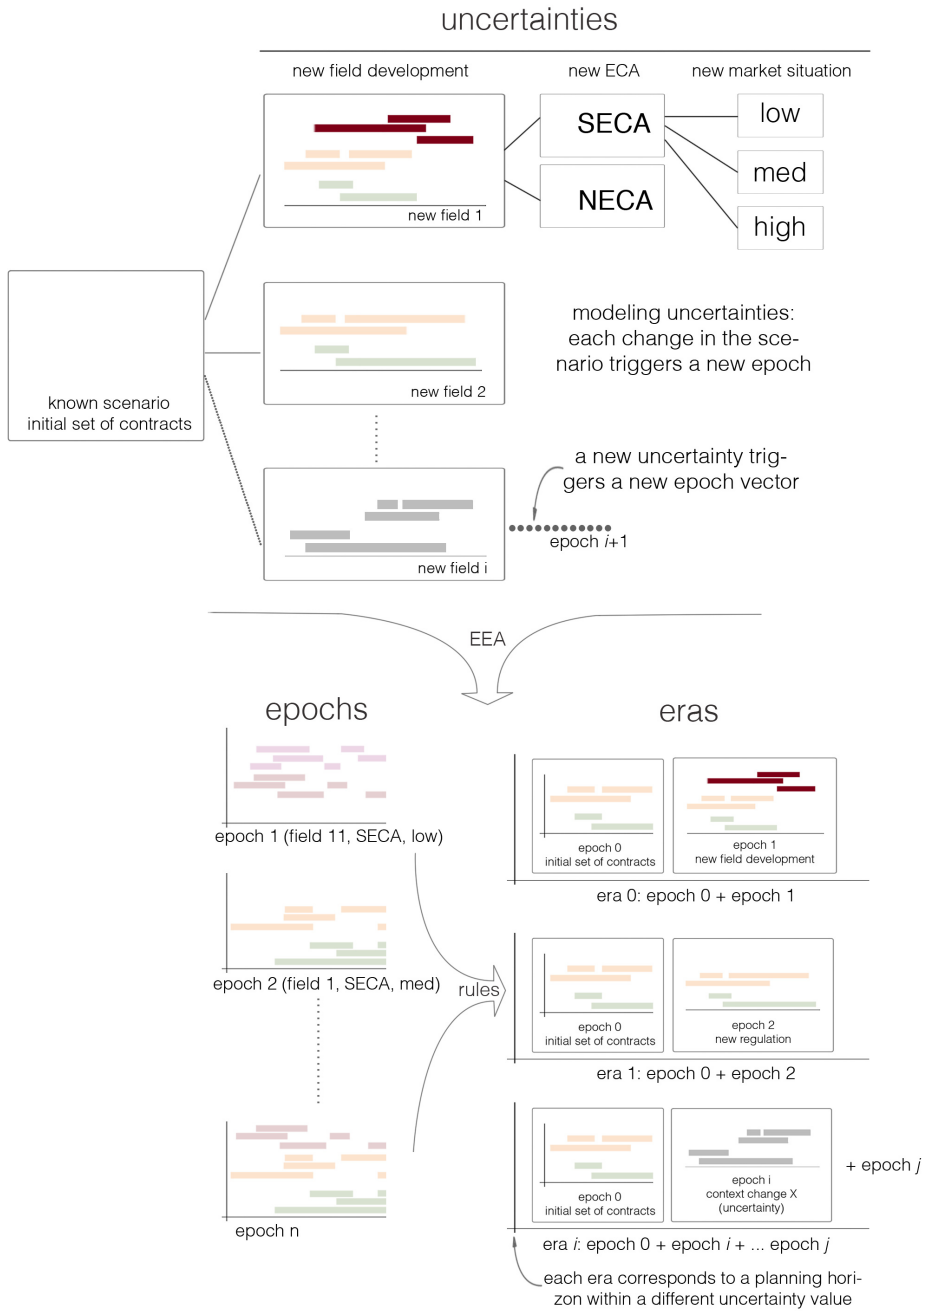 uncertainties
new field development
new ECA
new market situation
SECA
NECA
low
med
high
new field 1
known scenario
initial set of contracts
new field 2
modeling uncertainties:
each change in the sce-
nario triggers a new epoch
a new uncertainty trig-
gers a new epoch vector
epoch i+1
new field i
EEA
epochs
eras
epoch 1 (field 11, SECA, low)
epoch 2 (field 1, SECA, med)
epoch n
rules
epoch 0
initial set of contracts
epoch 1
new field development
era 0: epoch 0 + epoch 1
epoch 0
initial set of contracts
epoch 2
new regulation
era 1: epoch 0 + epoch 2
epoch 0
initial set of contracts
epoch i
context change X
(uncertainty)
+ epoch j
era i: epoch 0 + epoch i + ... epoch j
each era corresponds to a planning hori-
zon within a different uncertainty value